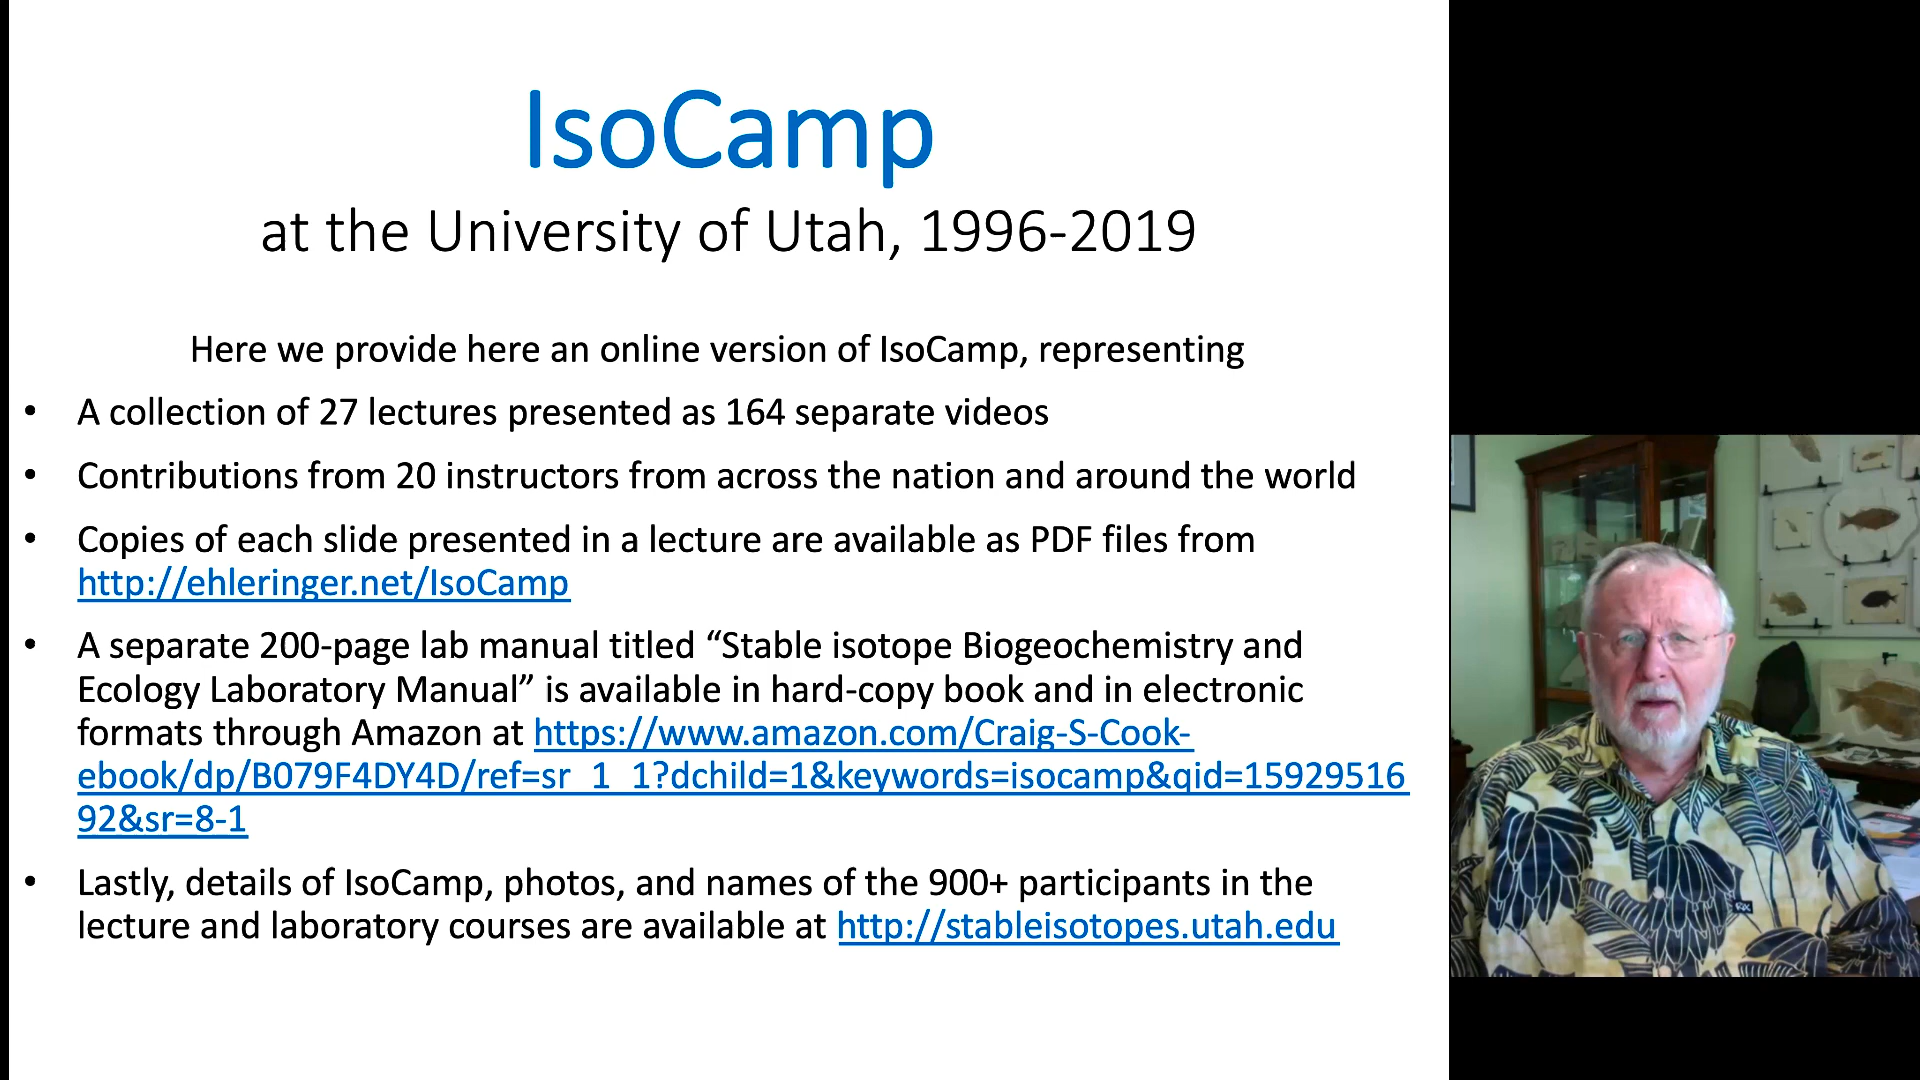 IsoCamp
at the University of Utah, 1996-2019
Here we provide here an online version of IsoCamp, representing
• A collection of 27 lectures presented as 164 separate videos
• Contributions from 20 instructors from across the nation and around the world
• Copies of each slide presented in a lecture are available as PDF files from
http://ehleringer.net/IsoCamp
• A separate 200-page lab manual titled “Stable isotope Biogeochemistry and
Ecology Laboratory Manual” is available in hard-copy book and in electronic
formats through Amazon at https://www.amazon.com/Craig-S-Cook-
ebook/dp/B079F4DY4D/ref=sr_1_1?dchild=1&keywords=isocamp&qid=15929516
92&sr=8-1
• Lastly, details of IsoCamp, photos, and names of the 900+ participants in the
lecture and laboratory courses are available at http://stableisotopes.utah.edu